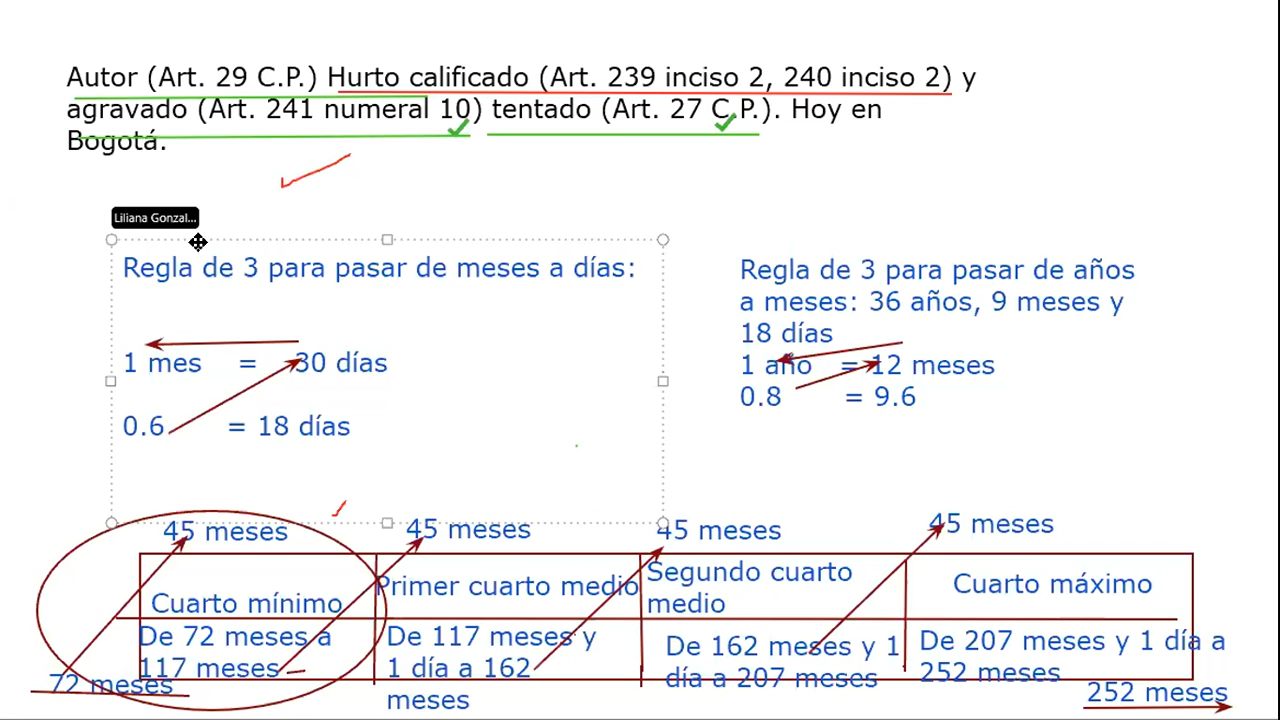 Autor (Art. 29 C.P.) Hurto calificado (Art. 239 inciso 2, 240 inciso 2) y
agravado (Art. 241 numeral 10) tentado (Art. 27 C.P.). Hoy en
Bogotá.
Liliana Gonzal...
Regla de 3 para pasar de meses a días:
1 mes = 30 días
0.6 = 18 días
Regla de 3 para pasar de años
a meses: 36 años, 9 meses y
18 días
1 año = 12 meses
0.8 = 9.6
45 meses
45 meses
45 meses
45 meses
Cuarto mínimo
Primer cuarto medio
Segundo cuarto
medio
Cuarto máximo
De 72 meses a
117 meses
De 117 meses y
1 día a 162
meses
De 162 meses y 1
día a 207 meses
De 207 meses y 1 día a
252 meses
72 meses
252 meses